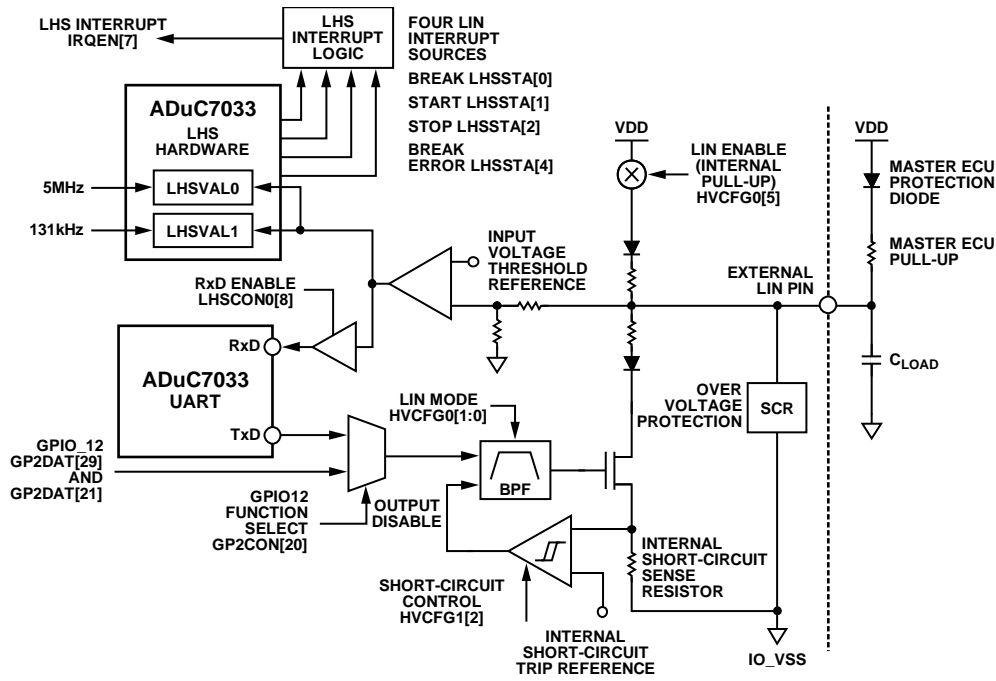 LHS INTERRUPT
IRQEN[7]
LHS
INTERRUPT
LOGIC
FOUR LIN
INTERRUPT
SOURCES
BREAK LHSSTA[0]
START LHSSTA[1]
STOP LHSSTA[2]
BREAK
ERROR LHSSTA[4]
ADuC7033
LHS
HARDWARE
5MHz
LHSVAL0
131kHz
LHSVAL1
VDD
LIN ENABLE
(INTERNAL
PULL-UP)
HVCFG0[5]
VDD
MASTER ECU
PROTECTION
DIODE
MASTER ECU
PULL-UP
INPUT
VOLTAGE
THRESHOLD
REFERENCE
EXTERNAL
LIN PIN
RxD ENABLE
LHSCON0[8]
RxD
ADuC7033
UART
TxD
CLOAD
OVER
VOLTAGE
PROTECTION
SCR
LIN MODE
HVCFG0[1:0]
BPF
GPIO_12
GP2DAT[29]
AND
GP2DAT[21]
GPIO12
FUNCTION
SELECT
GP2CON[20]
OUTPUT
DISABLE
SHORT-CIRCUIT
CONTROL
HVCFG1[2]
INTERNAL
SHORT-CIRCUIT
SENSE
RESISTOR
INTERNAL
SHORT-CIRCUIT
TRIP REFERENCE
IO_VSS